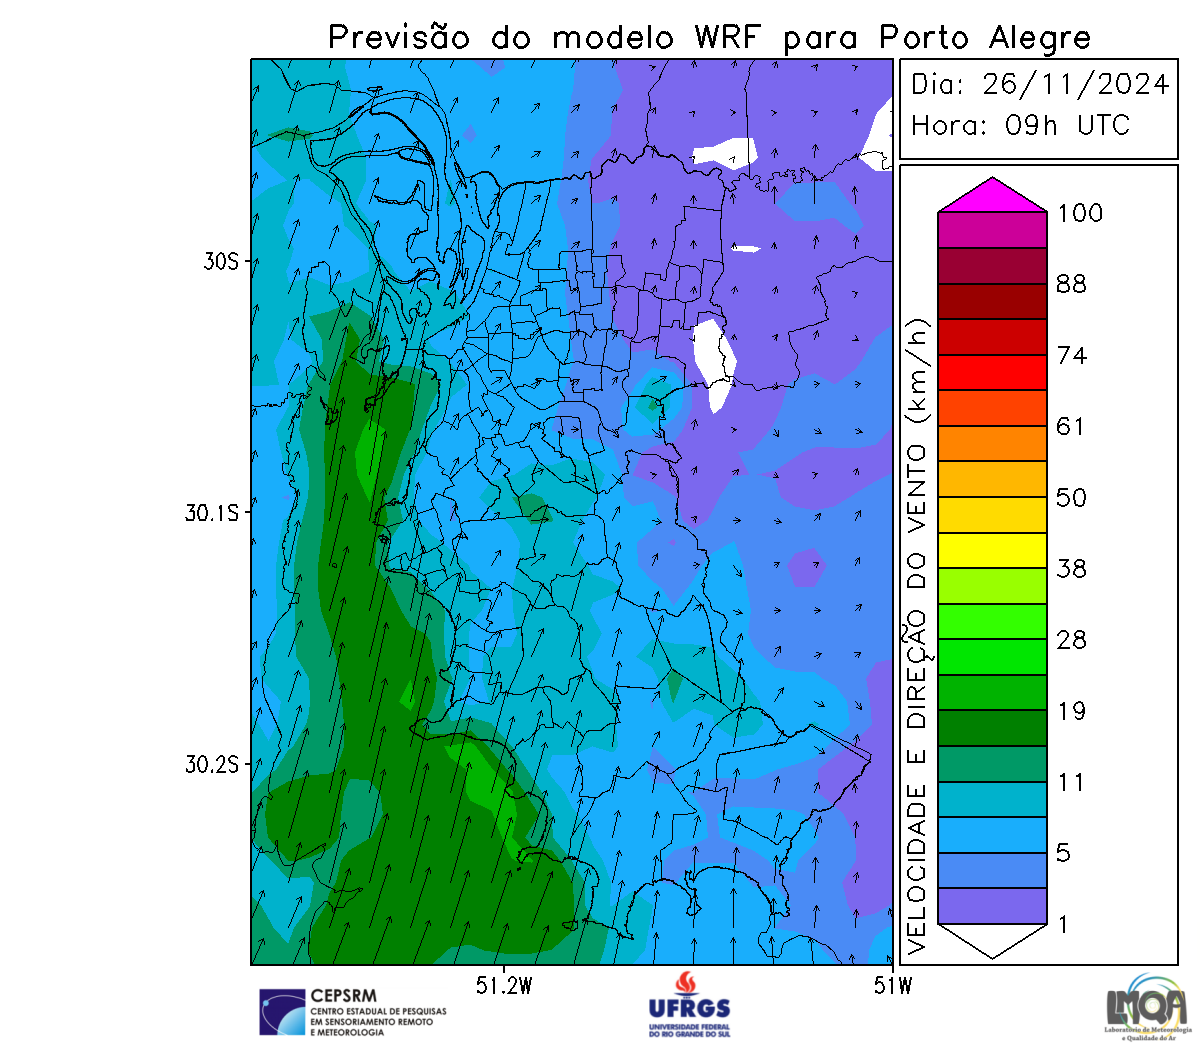 Previsão do modelo WRF para Porto Alegre
Dia: 26/11/2024
Hora: 09h UTC
100
88
74
61
50
38
28
19
11
5
1
VELOCIDADE E DIREÇÃO DO VENTO (km/h)
30S
30.1S
30.2S
51.2W
51W
CEPSRM
CENTRO ESTADUAL DE PESQUISAS
EM SENSORIAMENTO REMOTO
E METEOROLOGIA
UFRGS
UNIVERSIDADE FEDERAL
DO RIO GRANDE DO SUL
LMQA
Laboratório de Meteorologia
e Qualidade do Ar